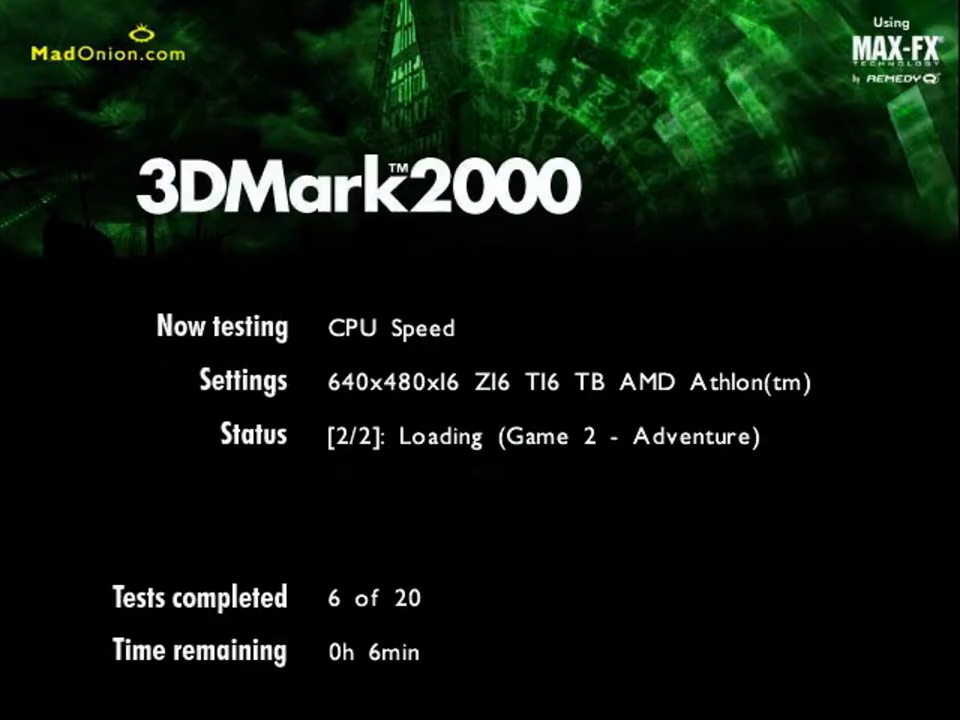 MadOnion.com
Using
MAX-FX
TECHNOLOGY
by REMEDY
3DMark™2000
Now testing CPU Speed
Settings 640x480x16 Z16 T16 TB AMD Athlon(tm)
Status [2/2]: Loading (Game 2 - Adventure)
Tests completed 6 of 20
Time remaining 0h 6min